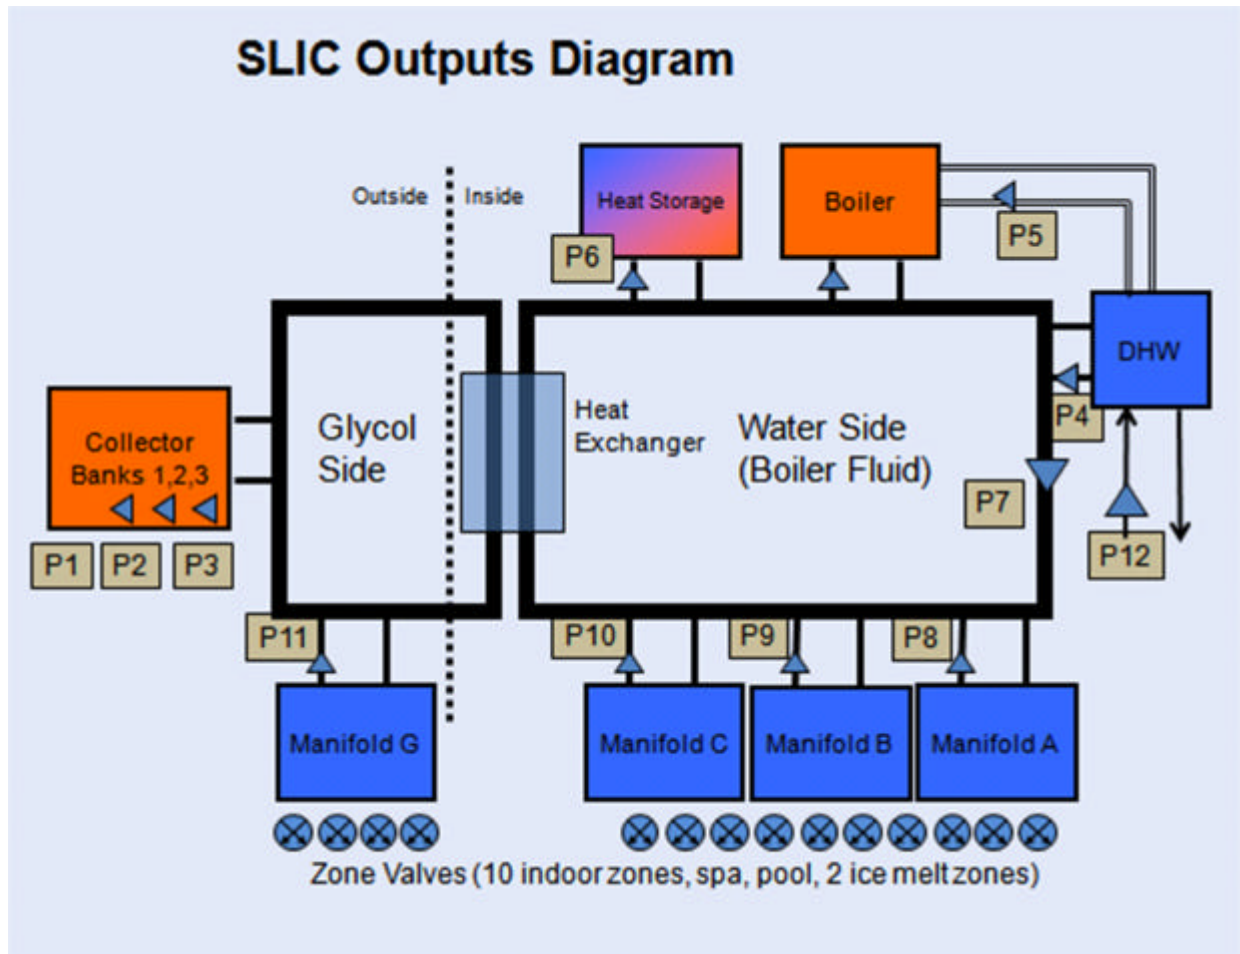 SLIC Outputs Diagram
Outside
Inside
Heat Storage
Boiler
P6
P5
DHW
Collector
Banks 1,2,3
Glycol
Side
Heat
Exchanger
Water Side
(Boiler Fluid)
P4
P7
P1
P2
P3
P12
P11
P10
P9
P8
Manifold G
Manifold C
Manifold B
Manifold A
Zone Valves (10 indoor zones, spa, pool, 2 ice melt zones)